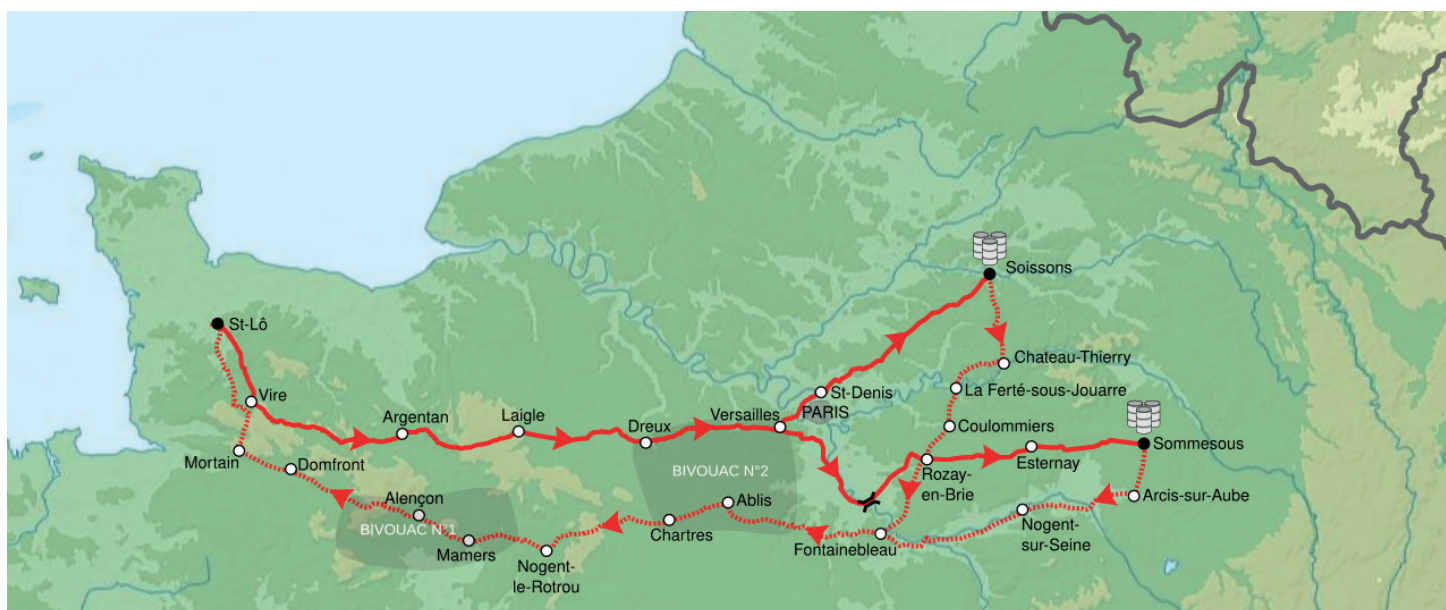 Soissons
St-Lô
Chateau-Thierry
La Ferté-sous-Jouarre
St-Denis
Vire
PARIS
Argentan
Laigle
Dreux
Versailles
Coulommiers
Sommesous
Mortain
Domfront
BIVOUAC N°2
Rozay-
en-Brie
Esternay
Alençon
Ablis
Arcis-sur-Aube
BIVOUAC N°1
Mamers
Chartres
Nogent-
sur-Seine
Fontainebleau
Nogent-
le-Rotrou